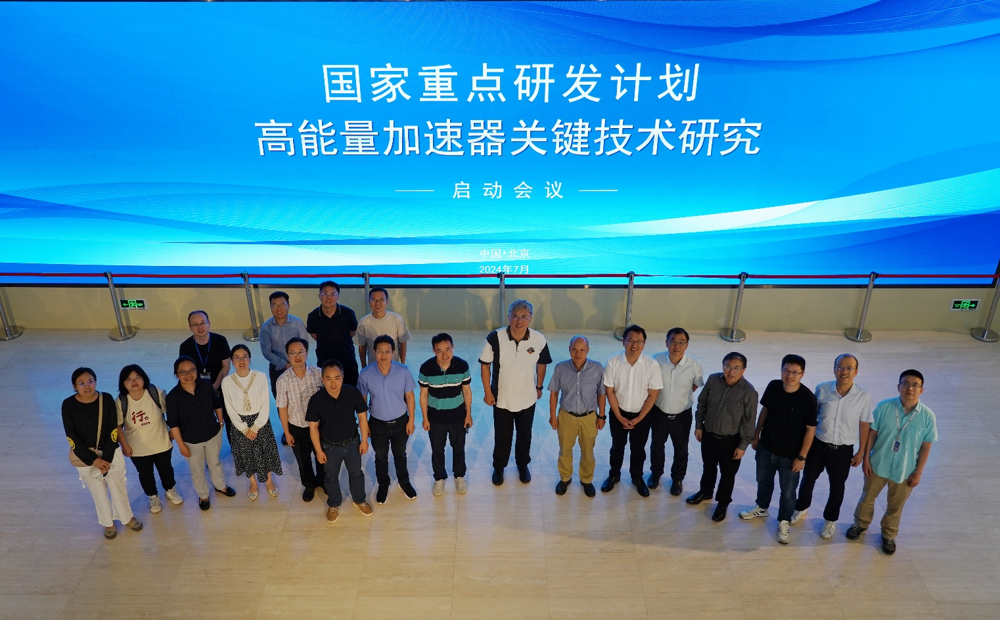 国家重点研发计划
高能量加速器关键技术研究
启动会议
中国•北京
2024年7月
行。